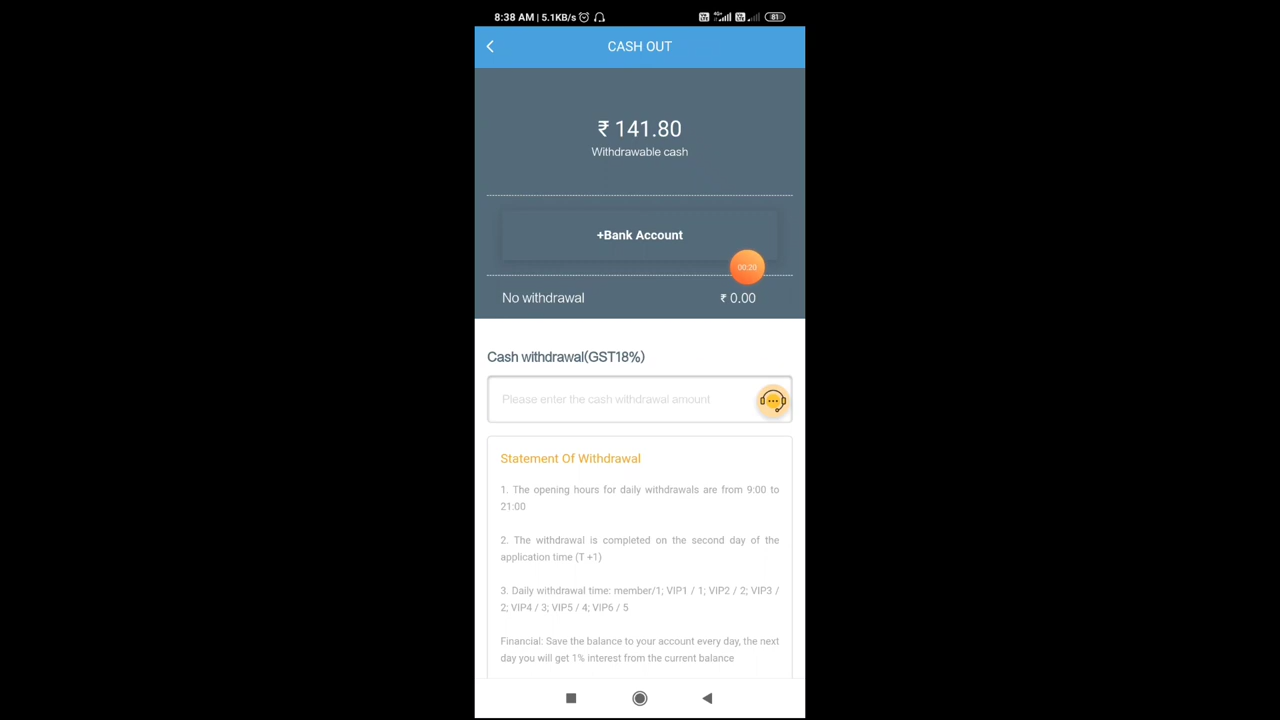 8:38 AM | 5.1KB/s
4G+
81
CASH OUT
₹ 141.80
Withdrawable cash
+Bank Account
00:20
No withdrawal ₹ 0.00
Cash withdrawal(GST18%)
Please enter the cash withdrawal amount
Statement Of Withdrawal
1. The opening hours for daily withdrawals are from 9:00 to
21:00
2. The withdrawal is completed on the second day of the
application time (T +1)
3. Daily withdrawal time: member/1; VIP1 / 1; VIP2 / 2; VIP3 /
2; VIP4 / 3; VIP5 / 4; VIP6 / 5
Financial: Save the balance to your account every day, the next
day you will get 1% interest from the current balance